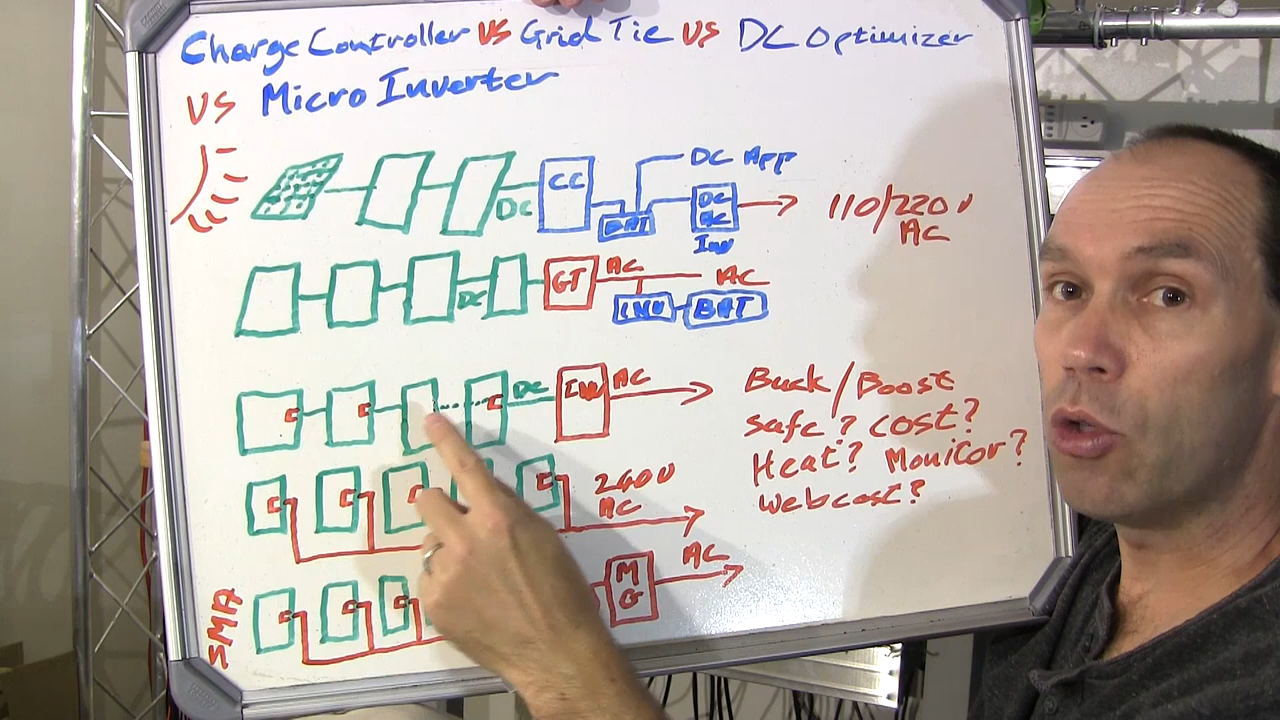 Charge Controller VS Grid Tie VS DC Optimizer
VS Micro Inverter
DC CC BAT DC App
DC AC Inv
110/220v AC
DC GT AC AC
INV BAT
DC INV AC
Buck/Boost
safe? cost?
Heat? Monitor?
webcost?
240v AC
SMA
MG AC